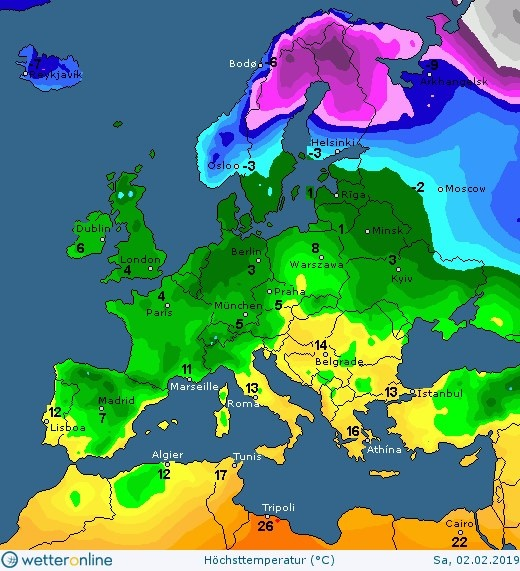 Bodø -6
-9
-7
Reykjavik
Arkhangelsk
Helsinki
-3
Oslo -3
-2 Moscow
1 Rīga
Dublin
6
1 Minsk
London
4
Berlin
3
8
Warszawa
3
Kyiv
4
Paris
Praha
5
München
5
14
Belgrade
11
Marseille
13
Roma
13
Istanbul
Madrid
7
12
Lisboa
16
Athína
Algier
12
Tunis
17
Tripoli
26
Cairo
22
wetteronline Höchsttemperatur (°C) Sa, 02.02.2019